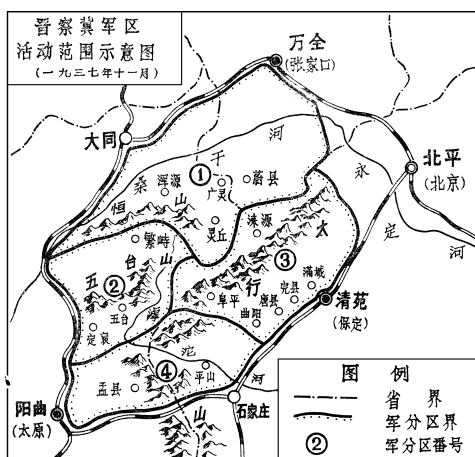 晋察冀军区
活动范围示意图
(一九三七年十一月)
万全
(张家口)
大同
北平
(北京)
桑
干
河
永
定
河
浑源
①
广灵
蔚县
恒
山
灵丘
涞源
太
繁峙
五
台
山
②
③
行
满城
完县
唐县
阜平
曲阳
清苑
(保定)
五台
定襄
滹
沱
河
④
盂县
平山
阳曲
(太原)
石家庄
山
图 例
省 界
军分区界
② 军分区番号